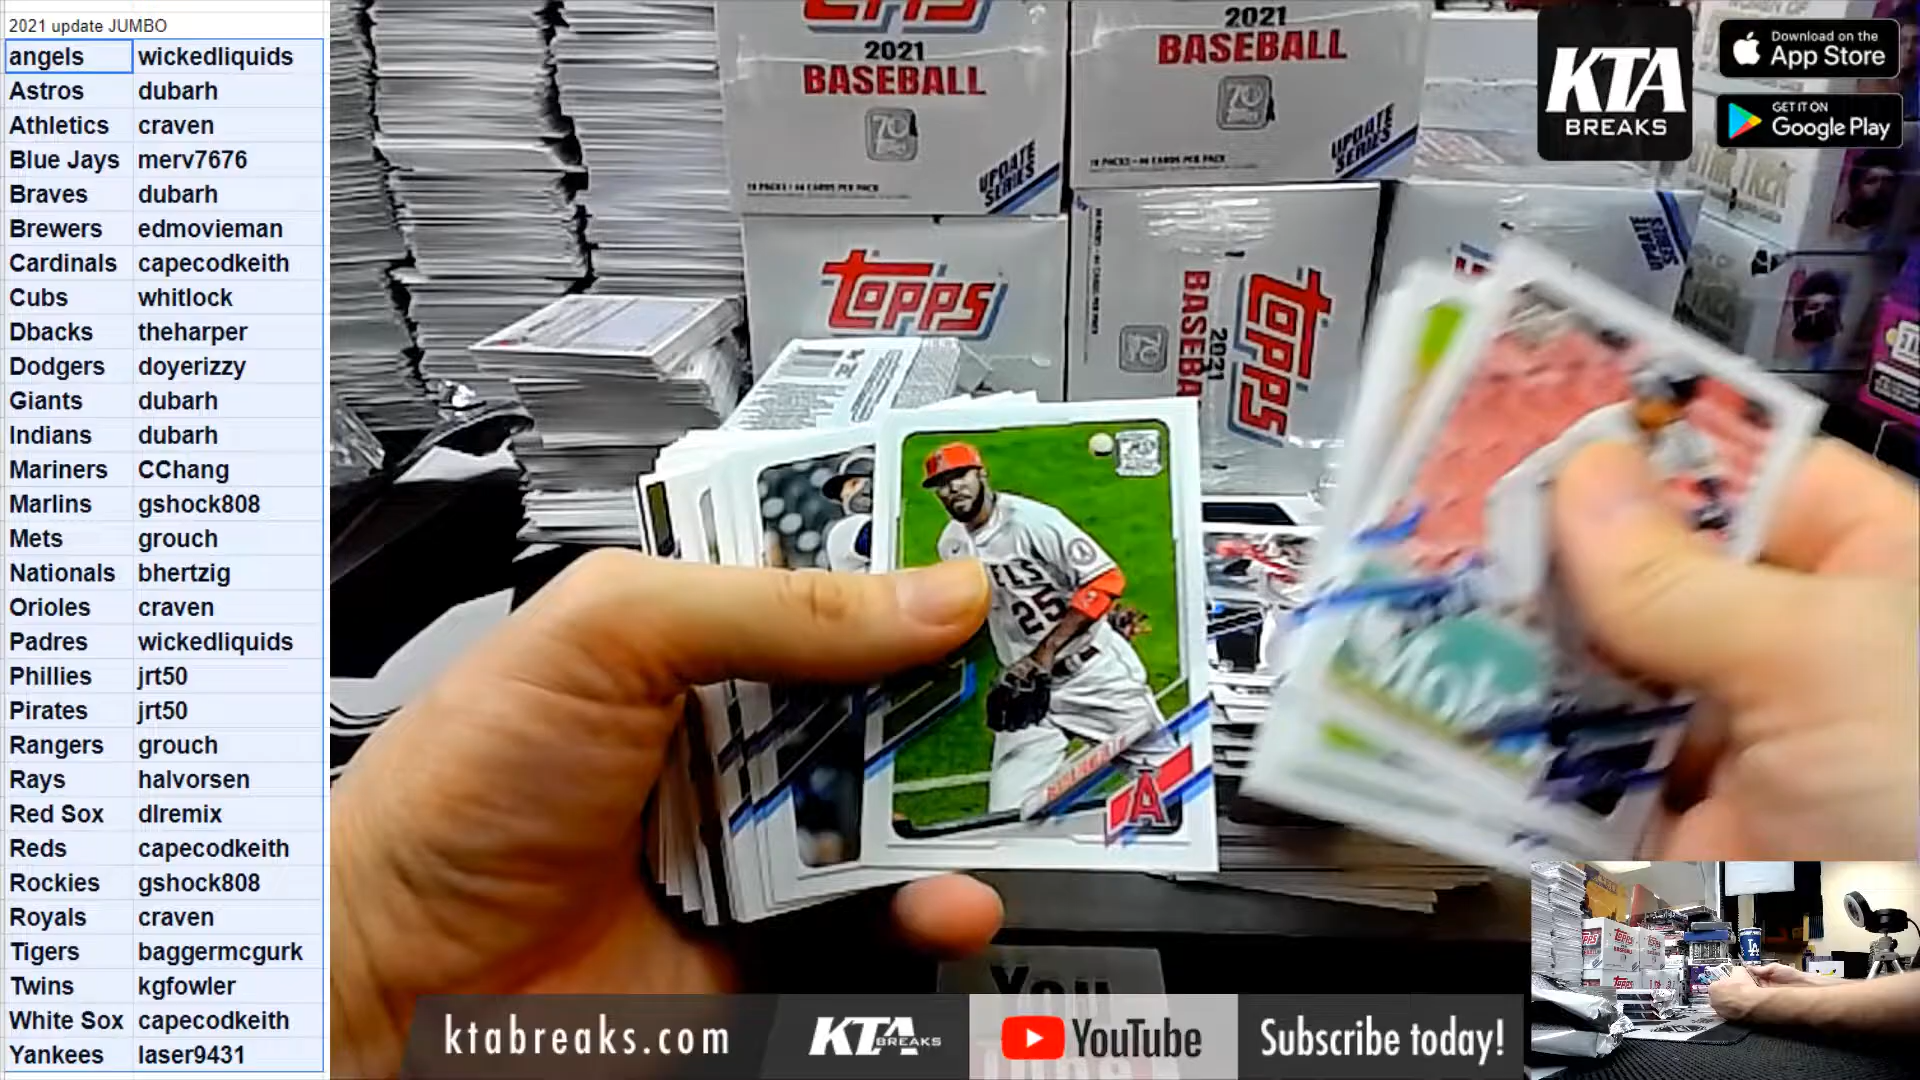 2021 update JUMBO
angels wickedliquids
Astros dubarh
Athletics craven
Blue Jays merv7676
Braves dubarh
Brewers edmovieman
Cardinals capecodkeith
Cubs whitlock
Dbacks theharper
Dodgers doyerizzy
Giants dubarh
Indians dubarh
Mariners CChang
Marlins gshock808
Mets grouch
Nationals bhertzig
Orioles craven
Padres wickedliquids
Phillies jrt50
Pirates jrt50
Rangers grouch
Rays halvorsen
Red Sox dlremix
Reds capecodkeith
Rockies gshock808
Royals craven
Tigers baggermcgurk
Twins kgfowler
White Sox capecodkeith
Yankees laser9431
2021
BASEBALL
70
UPDATE
SERIES
2021
BASEBALL
70
UPDATE
SERIES
TOPPS
TOPPS
2021
70
KTA
BREAKS
Download on the
App Store
GET IT ON
Google Play
ELS
25
A
You
ktabreaks.com
KTA
BREAKS
YouTube
Subscribe today!